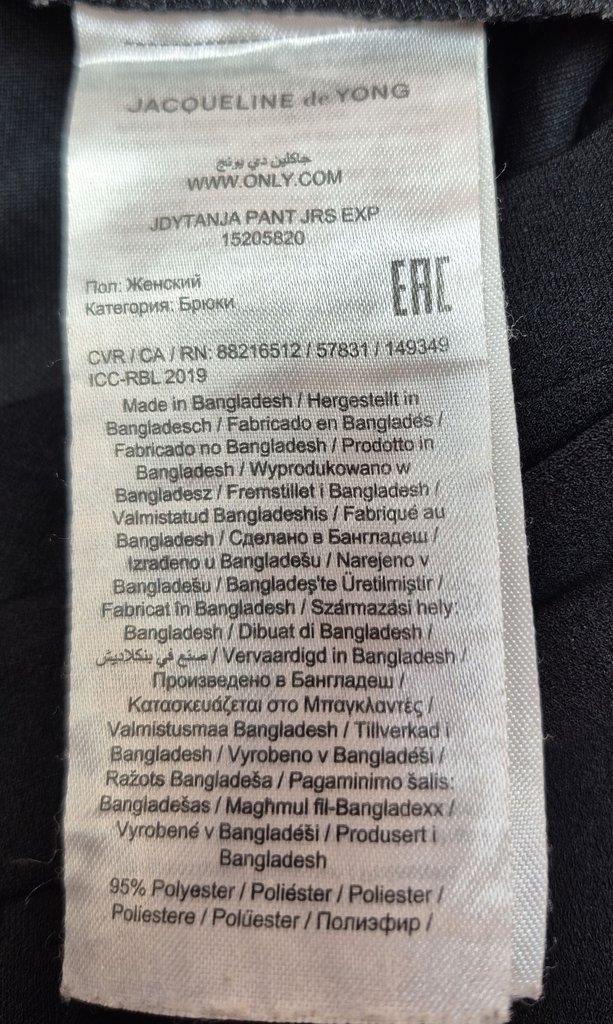 JACQUELINE de YONG
جاكلين دي يونج
WWW.ONLY.COM
JDYTANJA PANT JRS EXP
15205820
Пол: Женский
Категория: Брюки
EAC
CVR / CA / RN: 88216512 / 57831 / 149349
ICC-RBL 2019
Made in Bangladesh / Hergestellt in
Bangladesch / Fabricado en Bangladés /
Fabricado no Bangladesh / Prodotto in
Bangladesh / Wyprodukowano w
Bangladesz / Fremstillet i Bangladesh /
Valmistatud Bangladeshis / Fabriqué au
Bangladesh / Сделано в Бангладеш /
Izrađeno u Bangladešu / Narejeno v
Bangladešu / Bangladeş'te Üretilmiştir /
Fabricat în Bangladesh / Származási hely:
Bangladesh / Dibuat di Bangladesh /
صنع في بنكلاديش / Vervaardigd in Bangladesh /
Произведено в Бангладеш /
Κατασκευάζεται στο Μπαγκλαντές /
Valmistusmaa Bangladesh / Tillverkad i
Bangladesh / Vyrobeno v Bangladéši /
Ražots Bangladeša / Pagaminimo šalis:
Bangladešas / Magħmul fil-Bangladexx /
Vyrobené v Bangladéši / Produsert i
Bangladesh
95% Polyester / Poliéster / Poliester /
Poliestere / Polüester / Полиэфир /